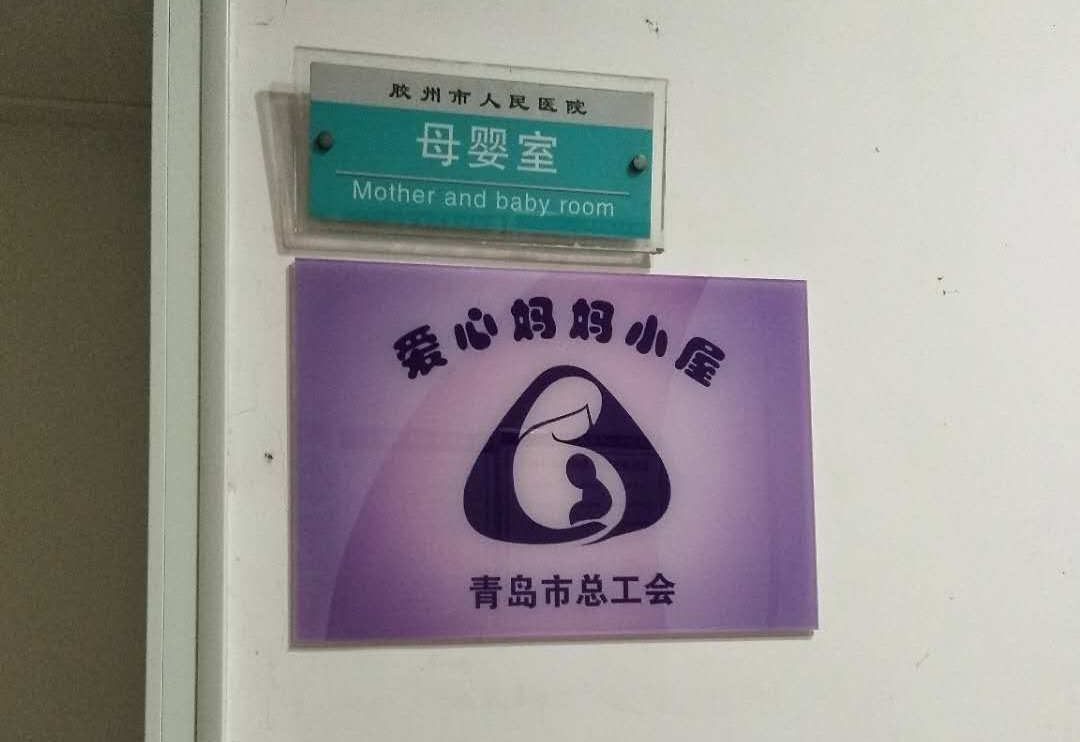 胶州市人民医院
母婴室
Mother and baby room
爱心妈妈小屋
青岛市总工会